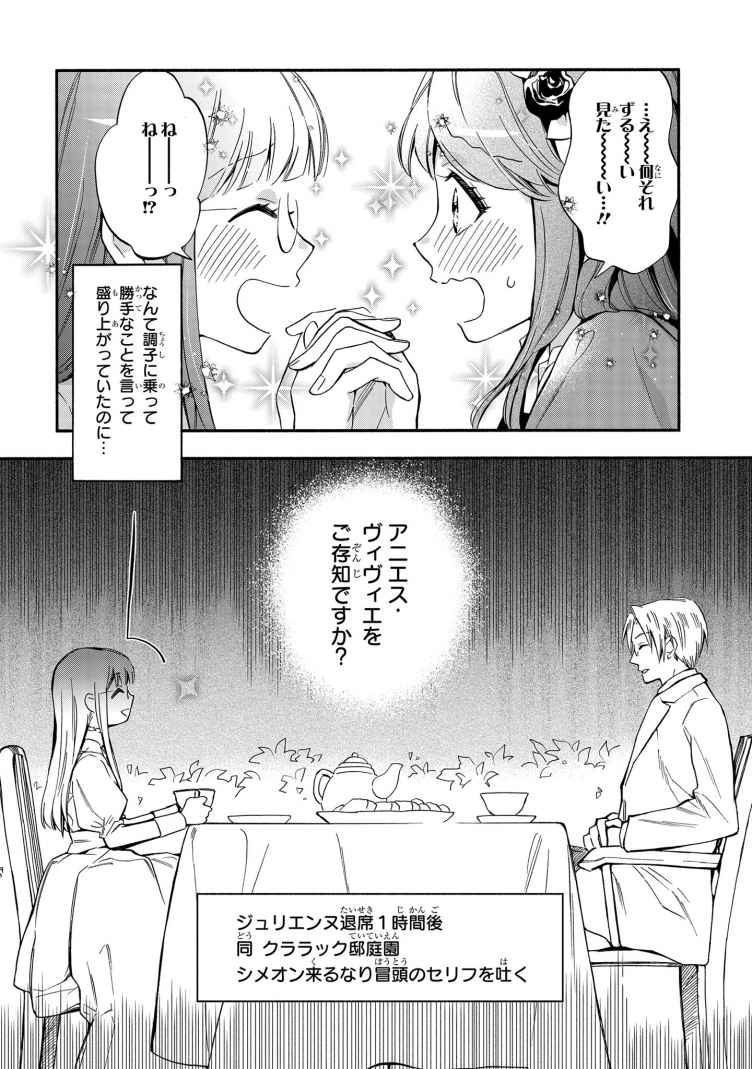 …え〜〜何それ
ずる〜〜い
見た〜〜〜い…!!
ねーーっ
ねーーっ!?
なんて調子に乗って
勝手なことを言って
盛り上がっていたのに…
アニエス・
ヴィヴィエを
ご存知ですか?
ジュリエンヌ退席1時間後
同 クララック邸庭園
シメオン来るなり冒頭のセリフを吐く